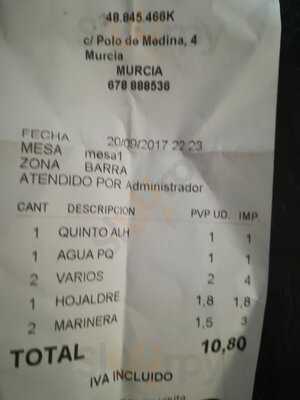 48.845.466K
c/ Polo de Medina, 4
Murcia
MURCIA
678 888536
FECHA 20/09/2017 22:23
MESA mesa1
ZONA BARRA
ATENDIDO POR Administrador
CANT DESCRIPCION PVP UD. IMP.
1 QUINTO ALH 1 1
1 AGUA PQ 1 1
2 VARIOS 2 4
1 HOJALDRE 1,8 1,8
2 MARINERA 1,5 3
TOTAL 10,80
IVA INCLUIDO